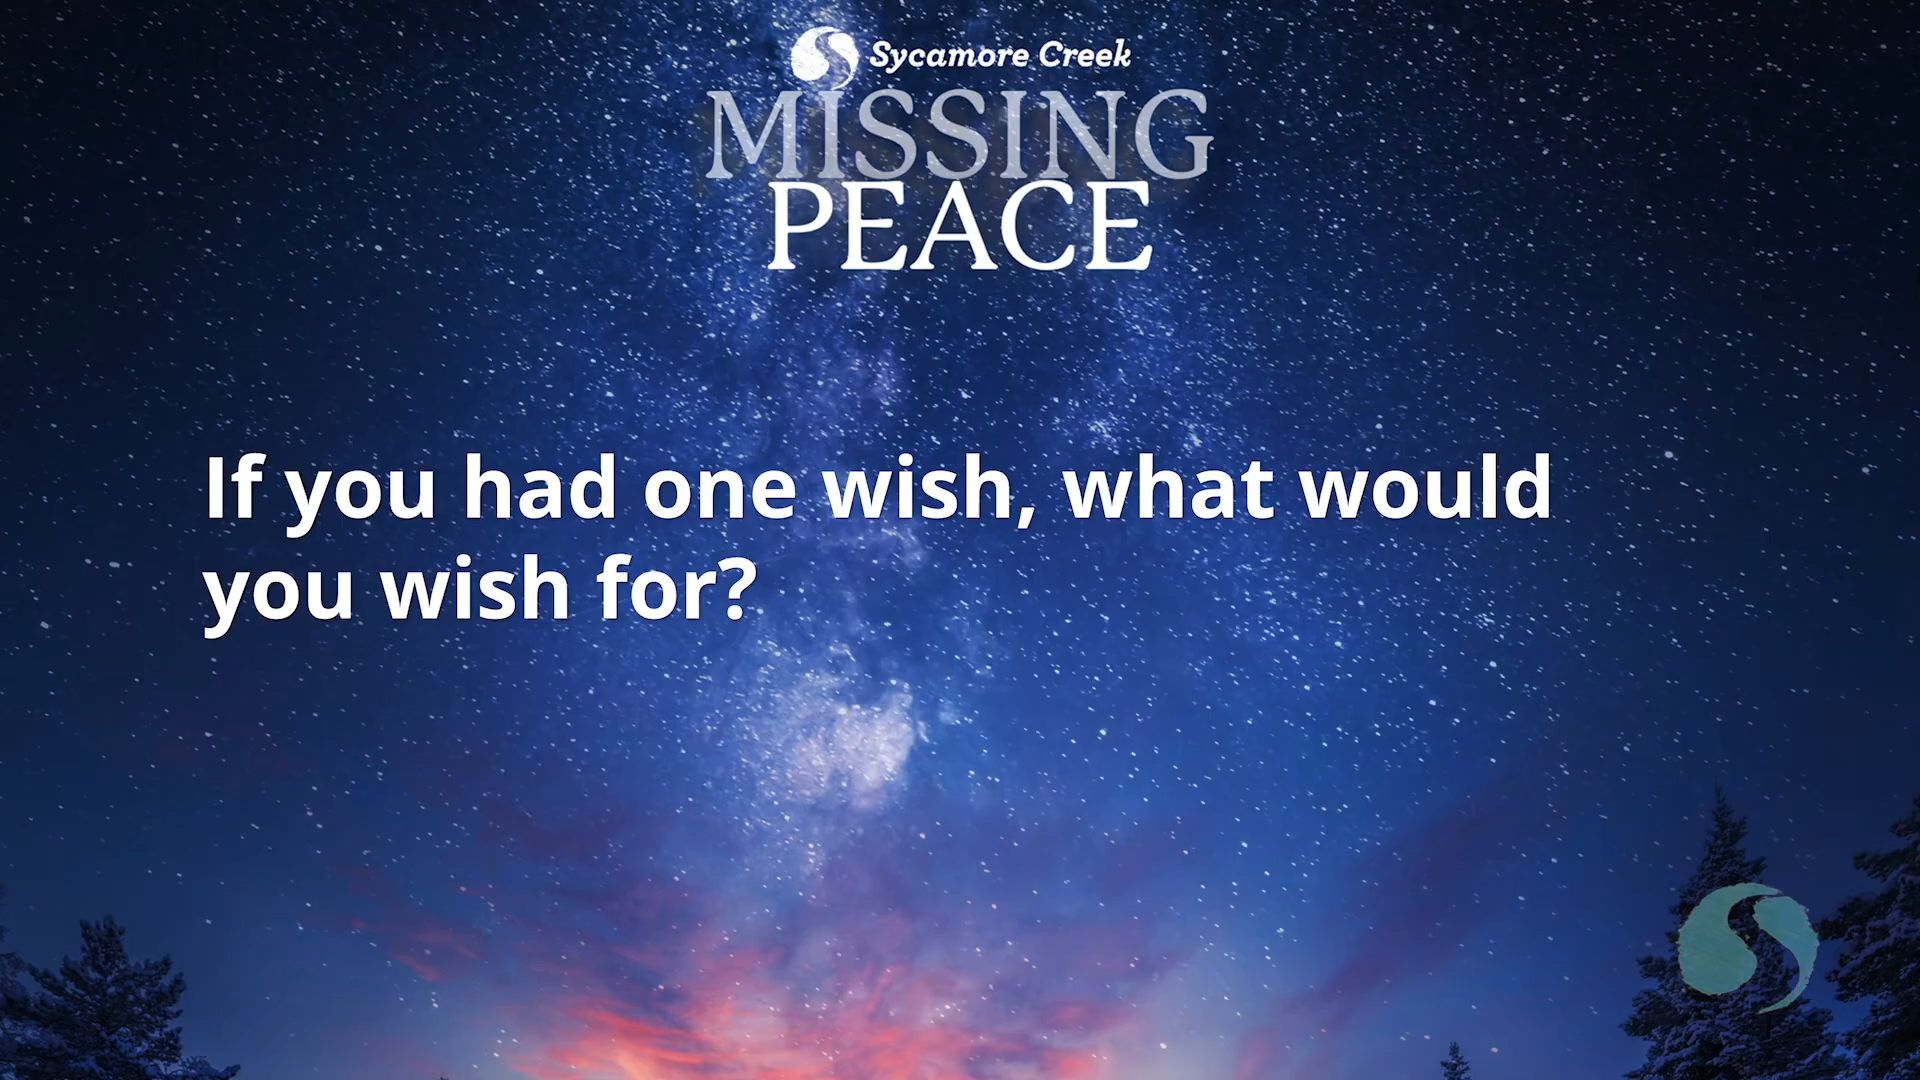 Sycamore Creek
MISSING
PEACE
If you had one wish, what would
you wish for?